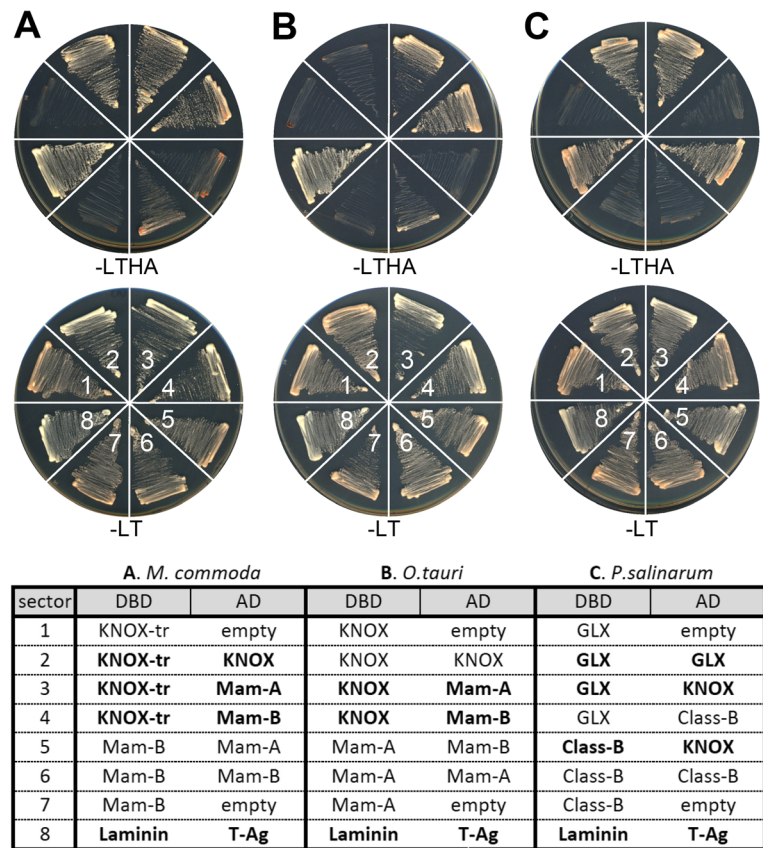 A B C
-LTHA -LTHA -LTHA
2 3 2 3 2 3
1 4 1 4 1 4
8 5 8 5 8 5
7 6 7 6 7 6
-LT -LT -LT
A. M. commoda B. O.tauri C. P.salinarum
sector DBD AD DBD AD DBD AD
1 KNOX-tr empty KNOX empty GLX empty
2 KNOX-tr KNOX KNOX KNOX GLX GLX
3 KNOX-tr Mam-A KNOX Mam-A GLX KNOX
4 KNOX-tr Mam-B KNOX Mam-B GLX Class-B
5 Mam-B Mam-A Mam-A Mam-B Class-B KNOX
6 Mam-B Mam-B Mam-A Mam-A Class-B Class-B
7 Mam-B empty Mam-A empty Class-B empty
8 Laminin T-Ag Laminin T-Ag Laminin T-Ag